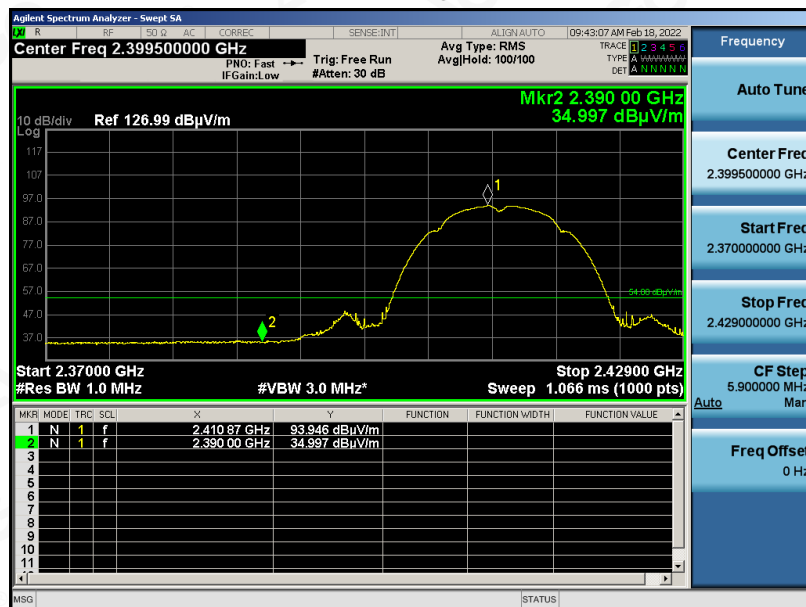 Agilent Spectrum Analyzer - Swept SA
LXI R RF 50 Ω AC CORREC SENSE:INT ALIGN AUTO 09:43:07 AM Feb 18, 2022
Center Freq 2.399500000 GHz
PNO: Fast
IFGain:Low
Trig: Free Run
#Atten: 30 dB
Avg Type: RMS
Avg|Hold: 100/100
TRACE 1 2 3 4 5 6
TYPE A WWWWW
DET A N N N N N
Mkr2 2.390 00 GHz
34.997 dBµV/m
10 dB/div Ref 126.99 dBµV/m
Log
117
107
97.0
87.0
77.0
67.0
57.0
47.0
37.0
1
2
54.00 dBµV/m
Start 2.37000 GHz Stop 2.42900 GHz
#Res BW 1.0 MHz #VBW 3.0 MHz* Sweep 1.066 ms (1000 pts)
MKR MODE TRC SCL X Y FUNCTION FUNCTION WIDTH FUNCTION VALUE
1 N 1 f 2.410 87 GHz 93.946 dBµV/m
2 N 1 f 2.390 00 GHz 34.997 dBµV/m
3
4
5
6
7
8
9
10
11
MSG STATUS
Frequency
Auto Tune
Center Freq
2.399500000 GHz
Start Freq
2.370000000 GHz
Stop Freq
2.429000000 GHz
CF Step
5.900000 MHz
Auto Man
Freq Offset
0 Hz